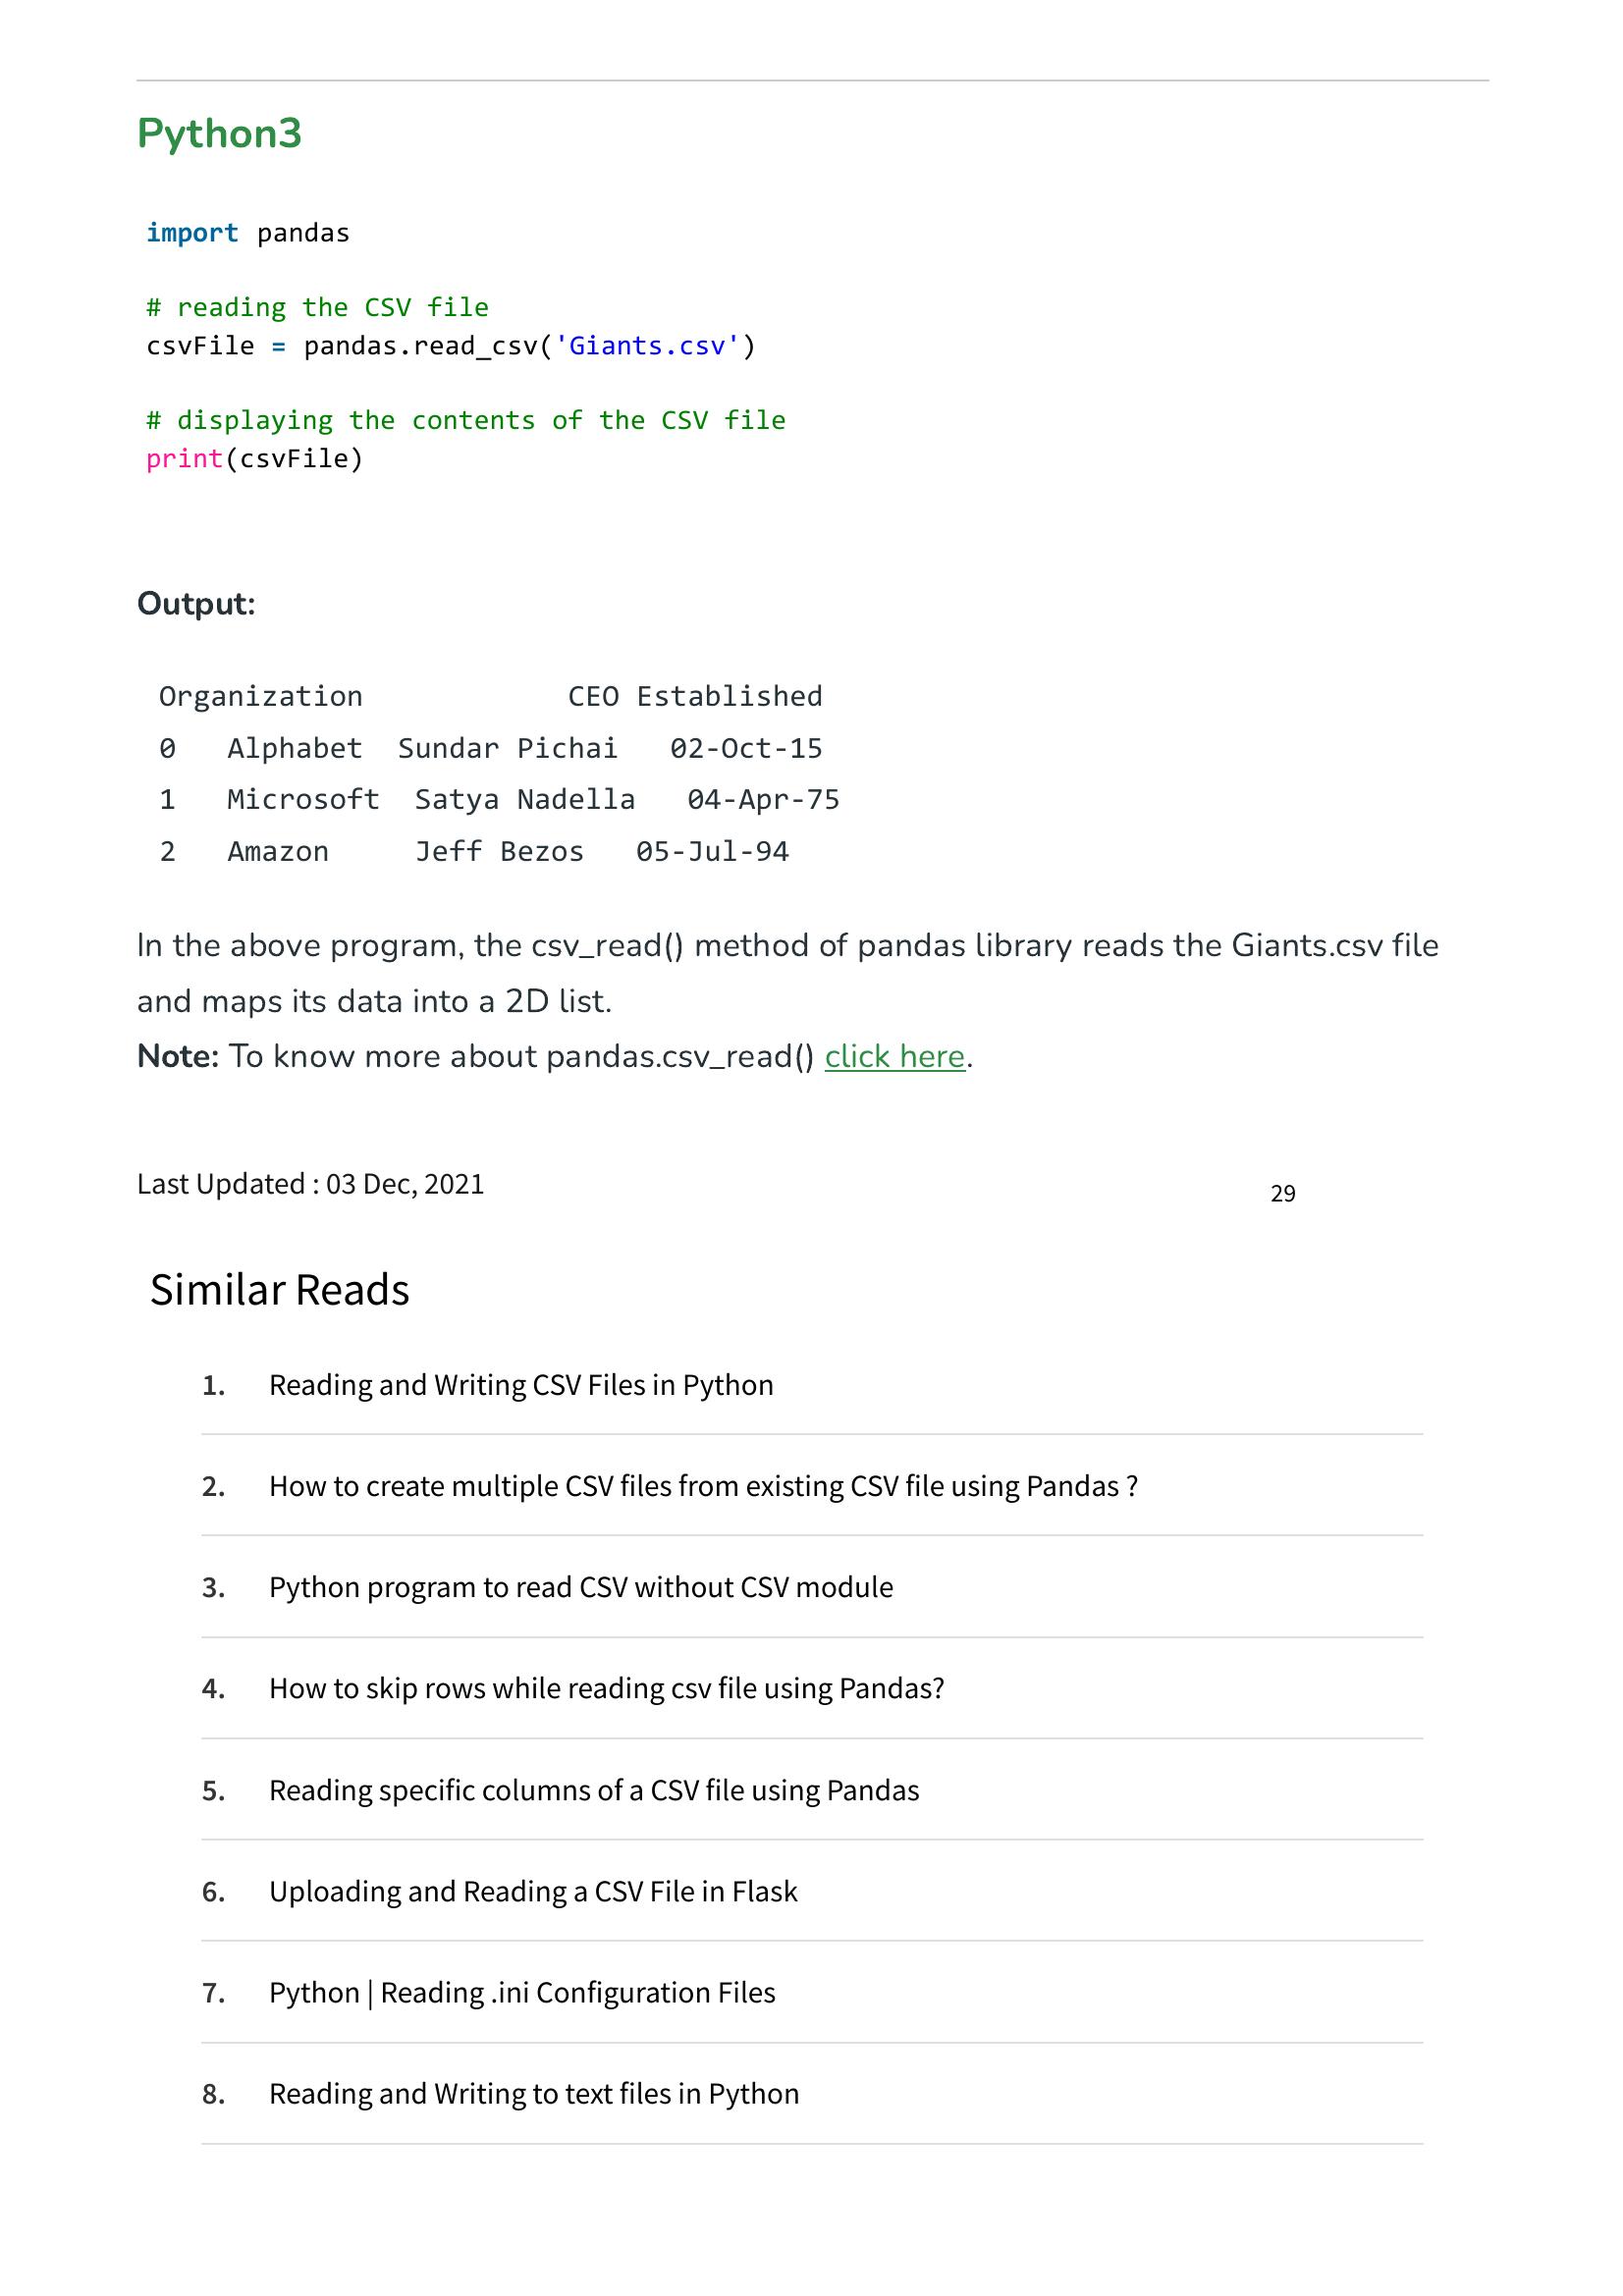 Python3
import pandas
# reading the CSV file
csvFile = pandas.read_csv('Giants.csv')
# displaying the contents of the CSV file
print(csvFile)
Output:
Organization            CEO Established
0   Alphabet  Sundar Pichai   02-Oct-15
1   Microsoft  Satya Nadella   04-Apr-75
2   Amazon     Jeff Bezos   05-Jul-94
In the above program, the csv_read() method of pandas library reads the Giants.csv file
and maps its data into a 2D list.
Note: To know more about pandas.csv_read() click here.
Last Updated : 03 Dec, 2021 29
Similar Reads
1. Reading and Writing CSV Files in Python
2. How to create multiple CSV files from existing CSV file using Pandas ?
3. Python program to read CSV without CSV module
4. How to skip rows while reading csv file using Pandas?
5. Reading specific columns of a CSV file using Pandas
6. Uploading and Reading a CSV File in Flask
7. Python | Reading .ini Configuration Files
8. Reading and Writing to text files in Python